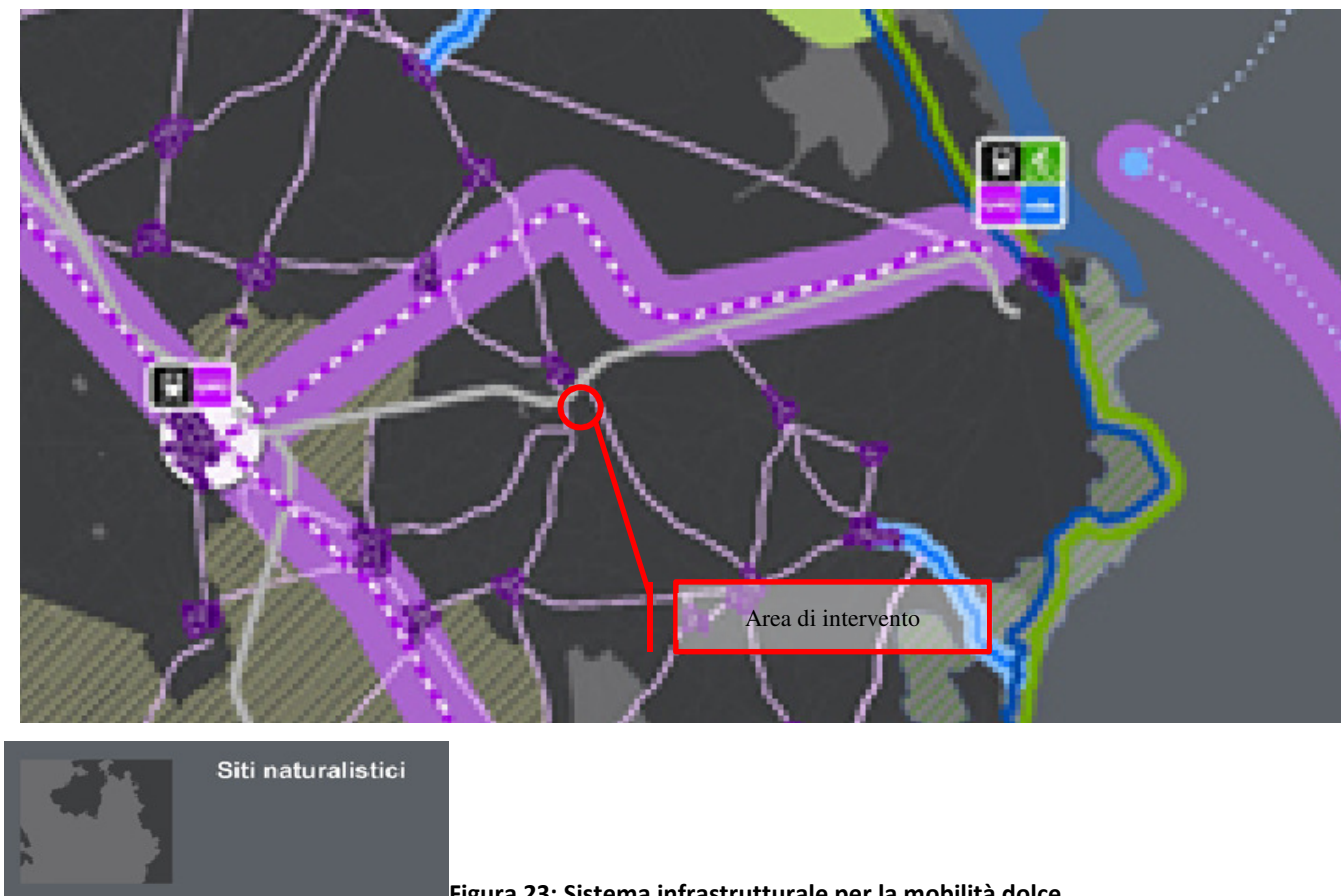 Area di intervento
Siti naturalistici
Figura 23: Sistema infrastrutturale per la mobilità dolce